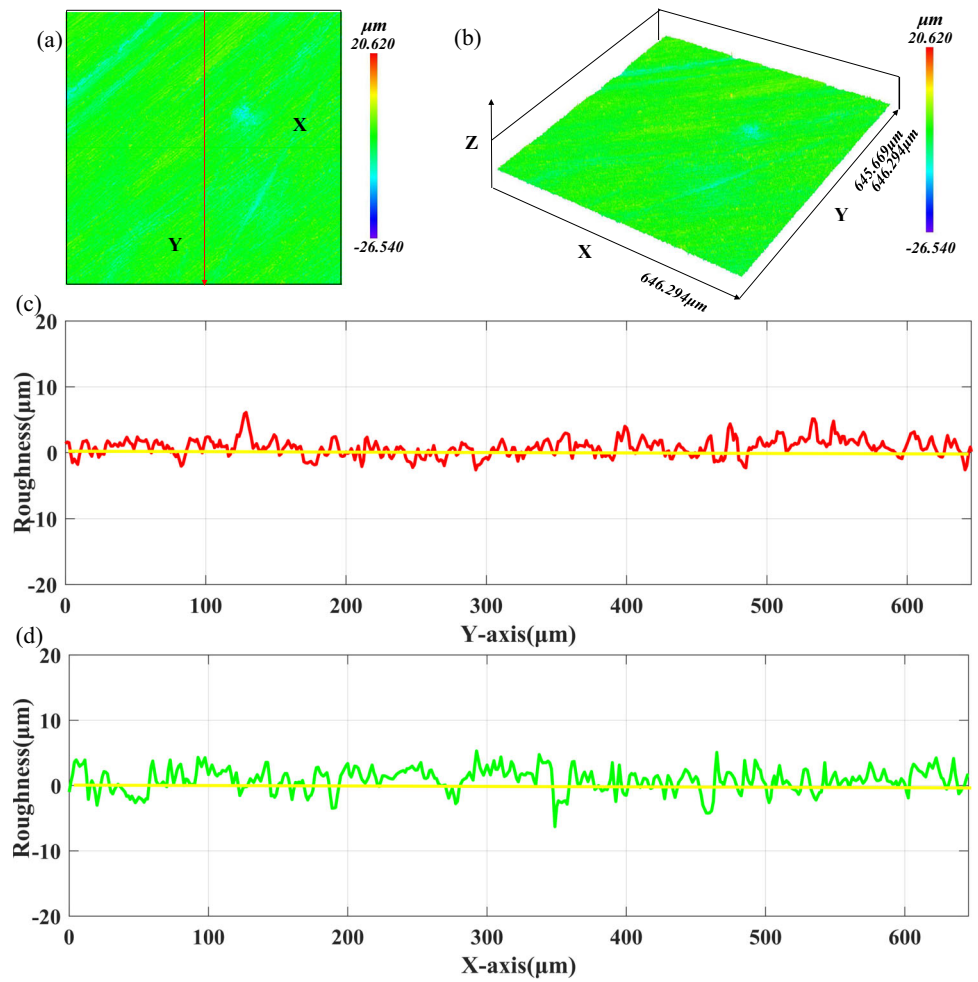 (a)
X
Y
μm
20.620
-26.540
(b)
Z
X
Y
646.294μm
645.669μm
646.294μm
μm
20.620
-26.540
(c)
Roughness(μm)
20
10
0
-10
-20
0 100 200 300 400 500 600
Y-axis(μm)
(d)
Roughness(μm)
20
10
0
-10
-20
0 100 200 300 400 500 600
X-axis(μm)